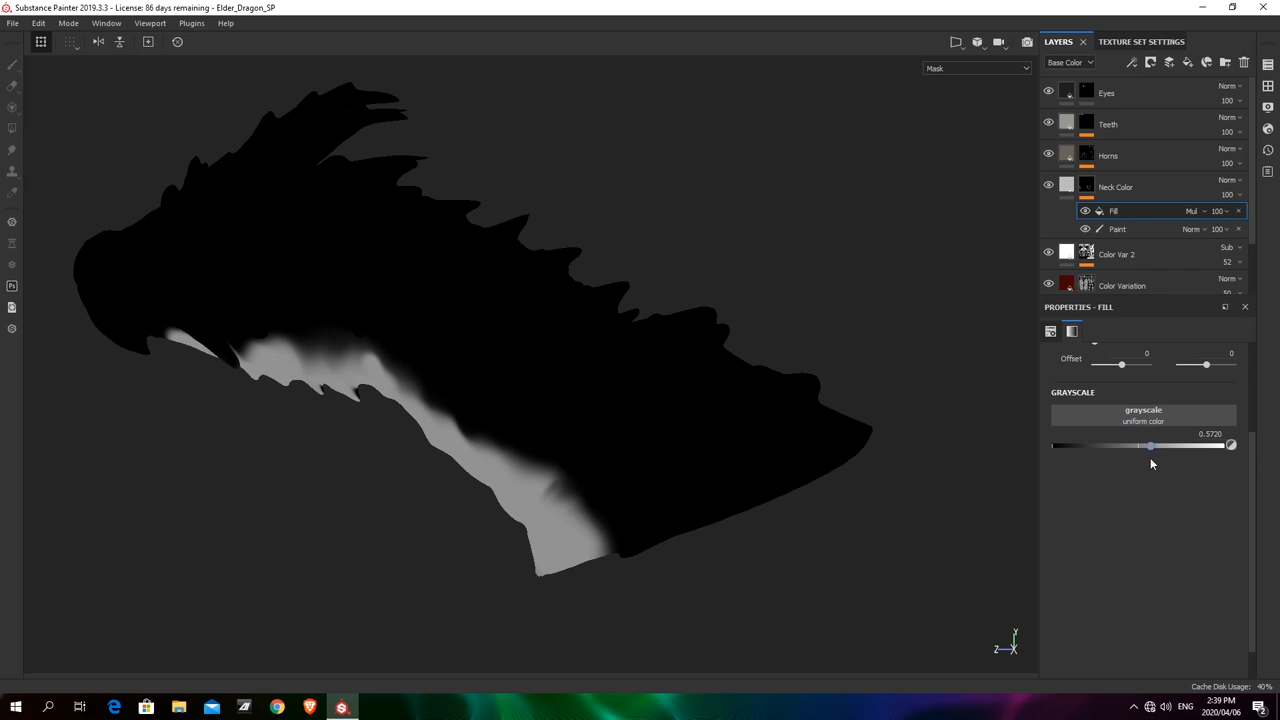 Substance Painter 2019.3.3 - License: 86 days remaining - Elder_Dragon_SP
File Edit Mode Window Viewport Plugins Help
LAYERS TEXTURE SET SETTINGS
Base Color
Mask
Eyes Norm 100
Teeth Norm 100
Horns Norm 100
Neck Color Norm 100
Fill Mul 100
Paint Norm 100
Color Var 2 Sub 52
Color Variation Norm
PROPERTIES - FILL
Offset 0 0
GRAYSCALE
grayscale
uniform color
0.5720
Y
Z X
Cache Disk Usage: 40%
Ps
ENG
2:39 PM
2020/04/06
2